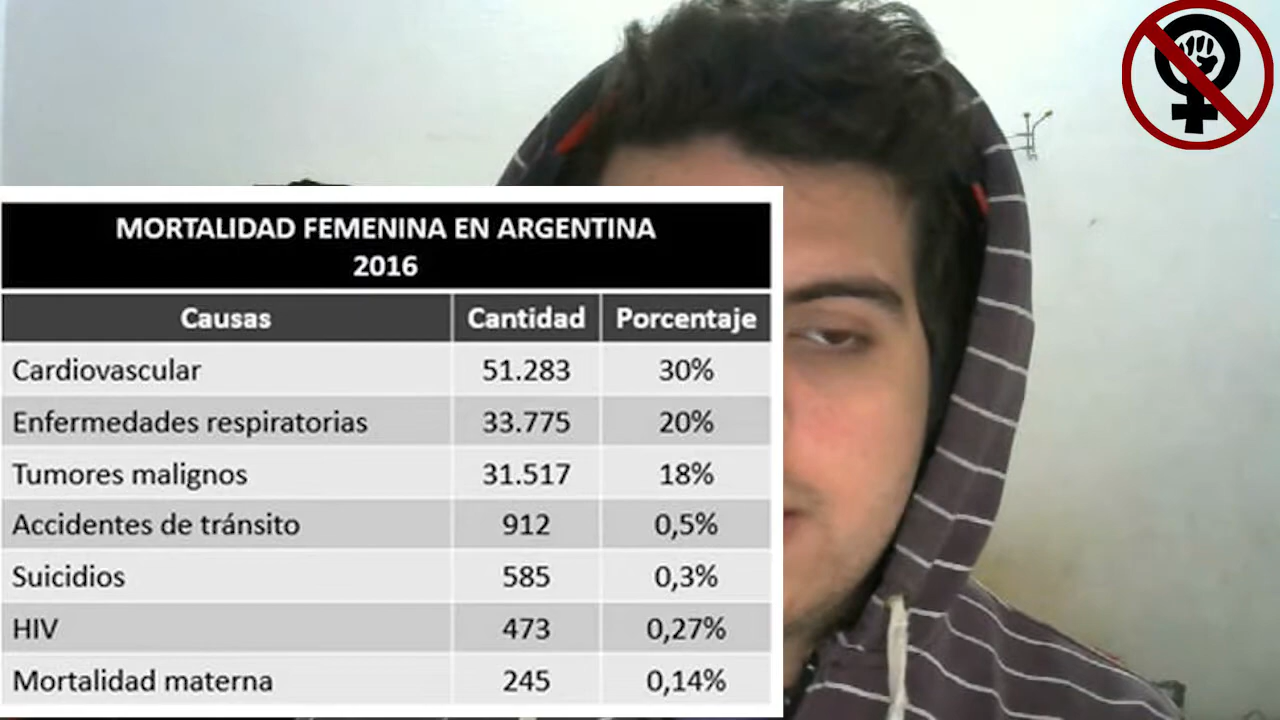 MORTALIDAD FEMENINA EN ARGENTINA
2016
Causas Cantidad Porcentaje
Cardiovascular 51.283 30%
Enfermedades respiratorias 33.775 20%
Tumores malignos 31.517 18%
Accidentes de tránsito 912 0,5%
Suicidios 585 0,3%
HIV 473 0,27%
Mortalidad materna 245 0,14%